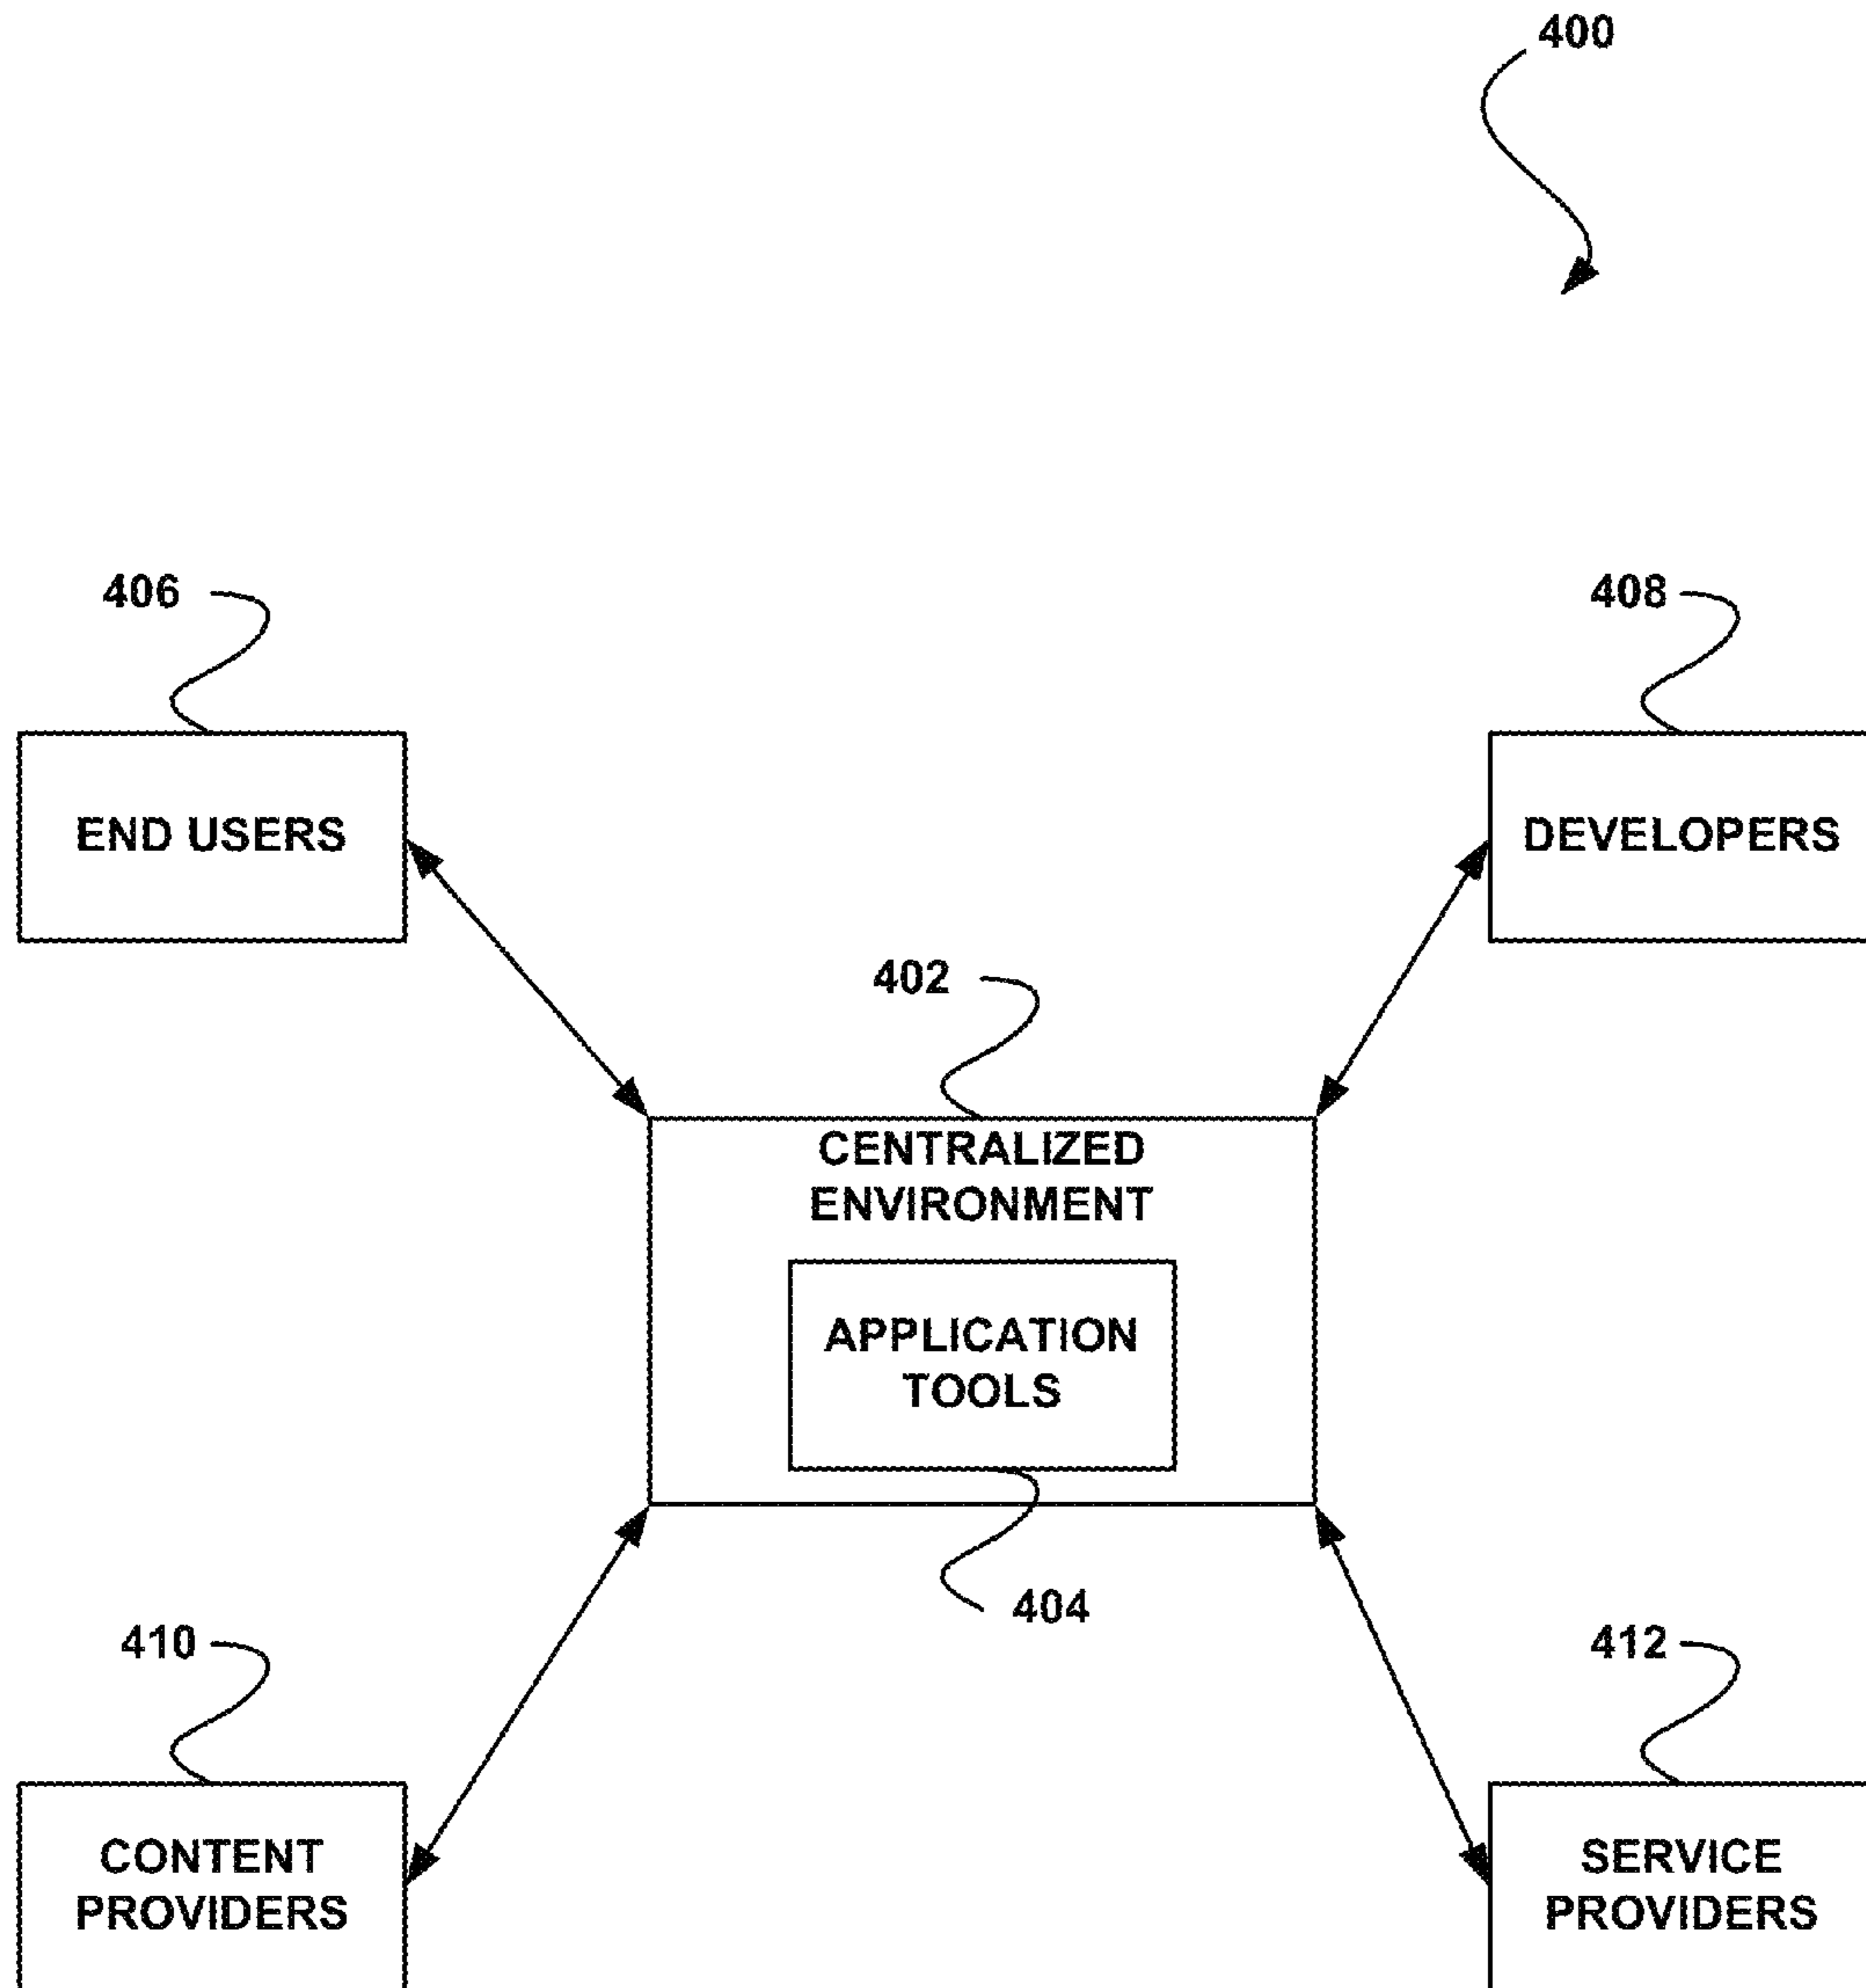 400
406
408
END USERS
DEVELOPERS
402
CENTRALIZED
ENVIRONMENT
APPLICATION
TOOLS
404
410
412
CONTENT
PROVIDERS
SERVICE
PROVIDERS